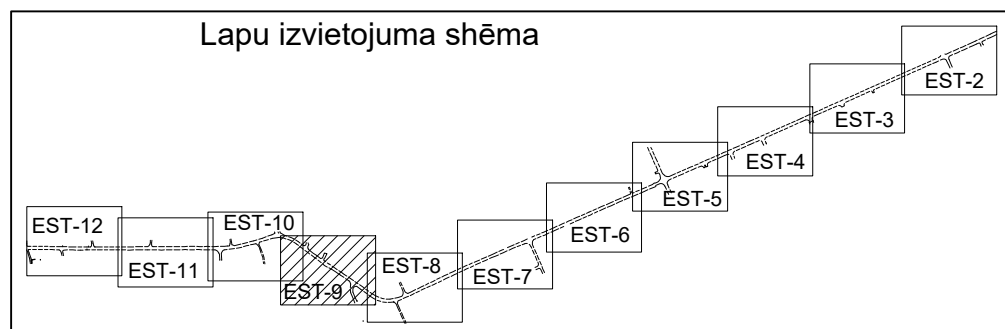 Lapu izvietojuma shēma
EST-2
EST-3
EST-4
EST-5
EST-6
EST-7
EST-8
EST-9
EST-10
EST-11
EST-12